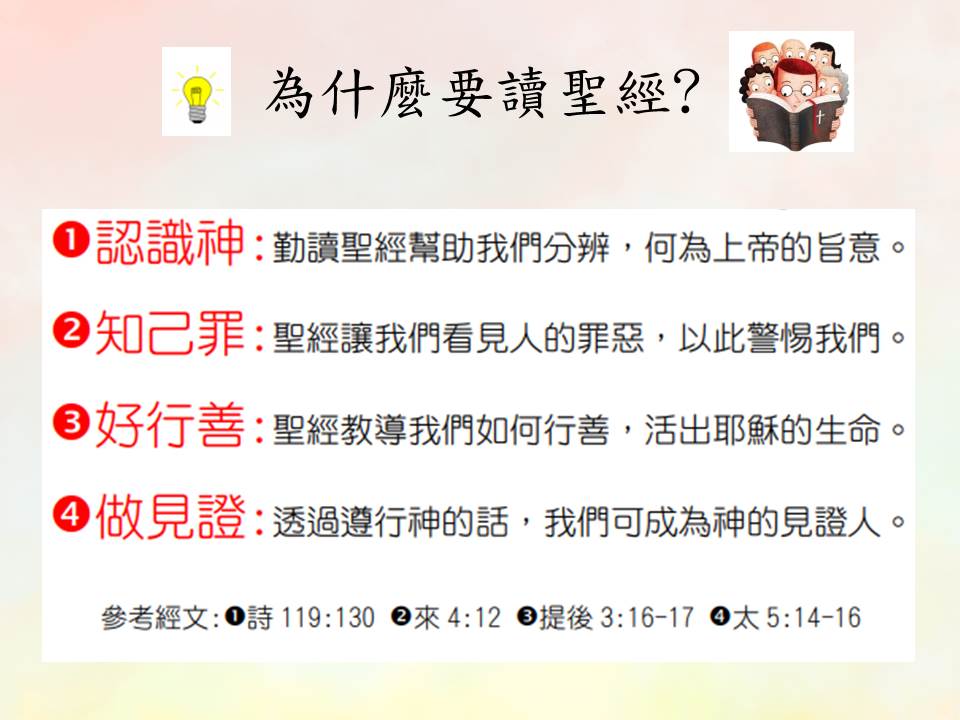 為什麼要讀聖經?
❶認識神:勤讀聖經幫助我們分辨，何為上帝的旨意。
❷知己罪:聖經讓我們看見人的罪惡，以此警惕我們。
❸好行善:聖經教導我們如何行善，活出耶穌的生命。
❹做見證:透過遵行神的話，我們可成為神的見證人。
參考經文:❶詩 119:130 ❷來 4:12 ❸提後 3:16-17 ❹太 5:14-16